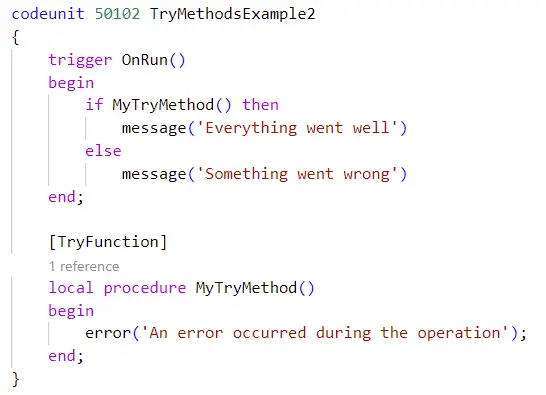 codeunit 50102 TryMethodsExample2
{
    trigger OnRun()
    begin
        if MyTryMethod() then
            message('Everything went well')
        else
            message('Something went wrong')
    end;

    [TryFunction]
    1 reference
    local procedure MyTryMethod()
    begin
        error('An error occurred during the operation');
    end;
}